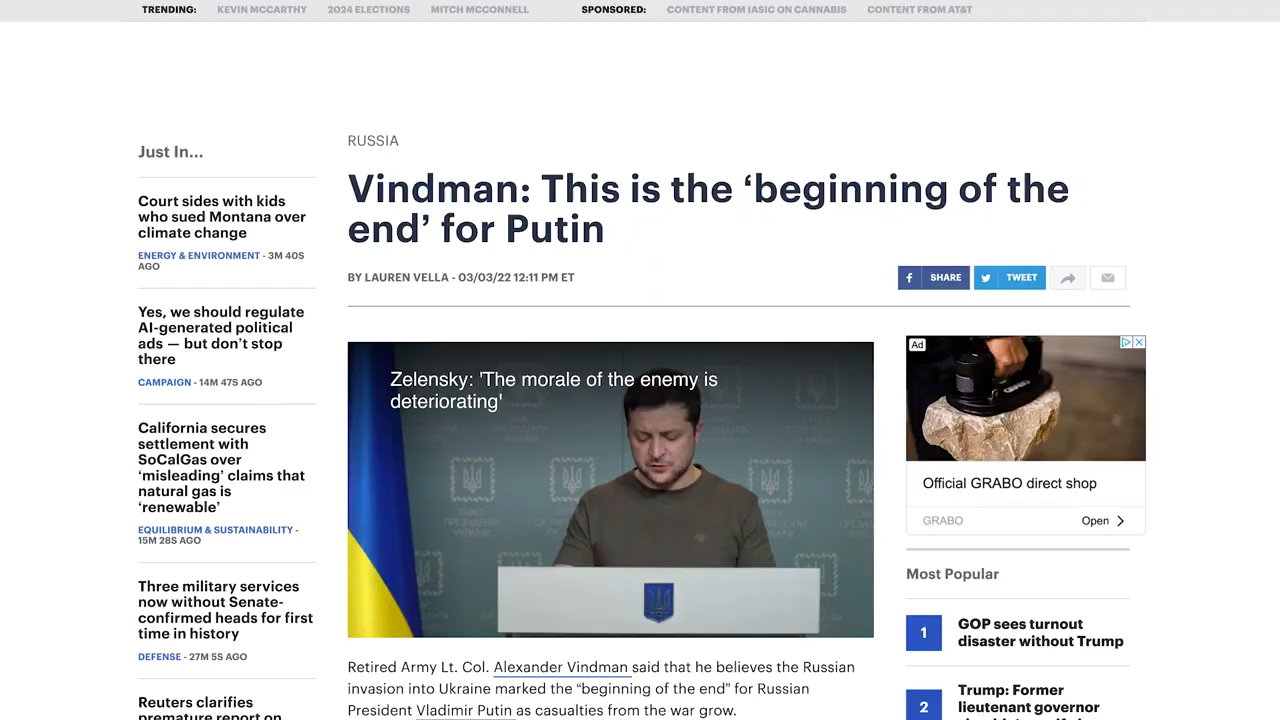 TRENDING: KEVIN MCCARTHY 2024 ELECTIONS MITCH MCCONNELL SPONSORED: CONTENT FROM IASIC ON CANNABIS CONTENT FROM AT&T
Just In...
Court sides with kids
who sued Montana over
climate change
ENERGY & ENVIRONMENT - 3M 40S
AGO
Yes, we should regulate
AI-generated political
ads — but don’t stop
there
CAMPAIGN - 14M 47S AGO
California secures
settlement with
SoCalGas over
‘misleading’ claims that
natural gas is
‘renewable’
EQUILIBRIUM & SUSTAINABILITY -
15M 28S AGO
Three military services
now without Senate-
confirmed heads for first
time in history
DEFENSE - 27M 5S AGO
Reuters clarifies
premature report on
RUSSIA
Vindman: This is the ‘beginning of the
end’ for Putin
BY LAUREN VELLA - 03/03/22 12:11 PM ET
SHARE
TWEET
Zelensky: 'The morale of the enemy is
deteriorating'
Retired Army Lt. Col. Alexander Vindman said that he believes the Russian
invasion into Ukraine marked the “beginning of the end” for Russian
President Vladimir Putin as casualties from the war grow.
Ad
Official GRABO direct shop
GRABO
Open
Most Popular
1
GOP sees turnout
disaster without Trump
2
Trump: Former
lieutenant governor